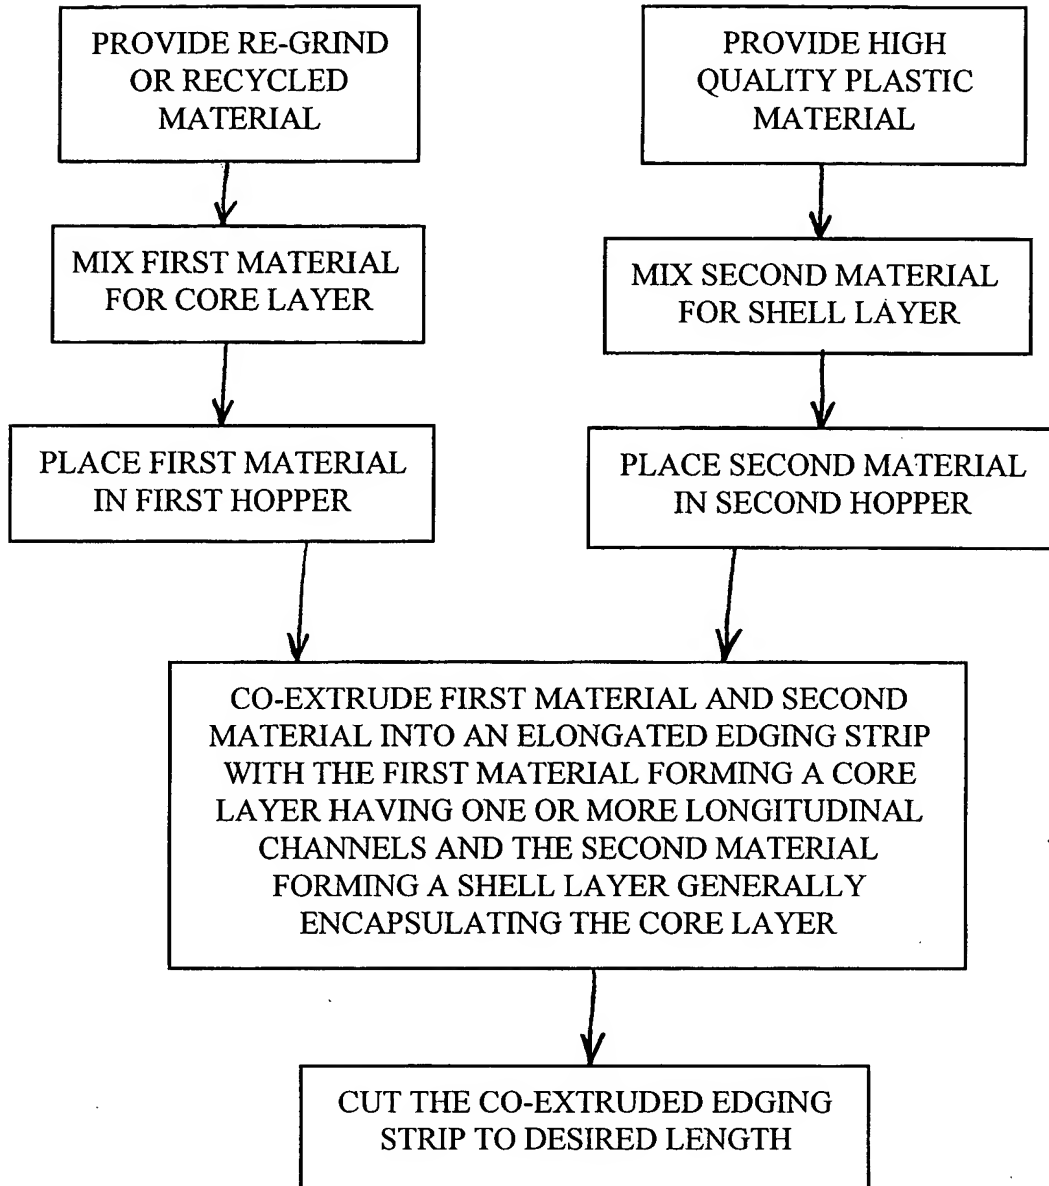 PROVIDE RE-GRIND
OR RECYCLED
MATERIAL
PROVIDE HIGH
QUALITY PLASTIC
MATERIAL
MIX FIRST MATERIAL
FOR CORE LAYER
MIX SECOND MATERIAL
FOR SHELL LAYER
PLACE FIRST MATERIAL
IN FIRST HOPPER
PLACE SECOND MATERIAL
IN SECOND HOPPER
CO-EXTRUDE FIRST MATERIAL AND SECOND
MATERIAL INTO AN ELONGATED EDGING STRIP
WITH THE FIRST MATERIAL FORMING A CORE
LAYER HAVING ONE OR MORE LONGITUDINAL
CHANNELS AND THE SECOND MATERIAL
FORMING A SHELL LAYER GENERALLY
ENCAPSULATING THE CORE LAYER
CUT THE CO-EXTRUDED EDGING
STRIP TO DESIRED LENGTH